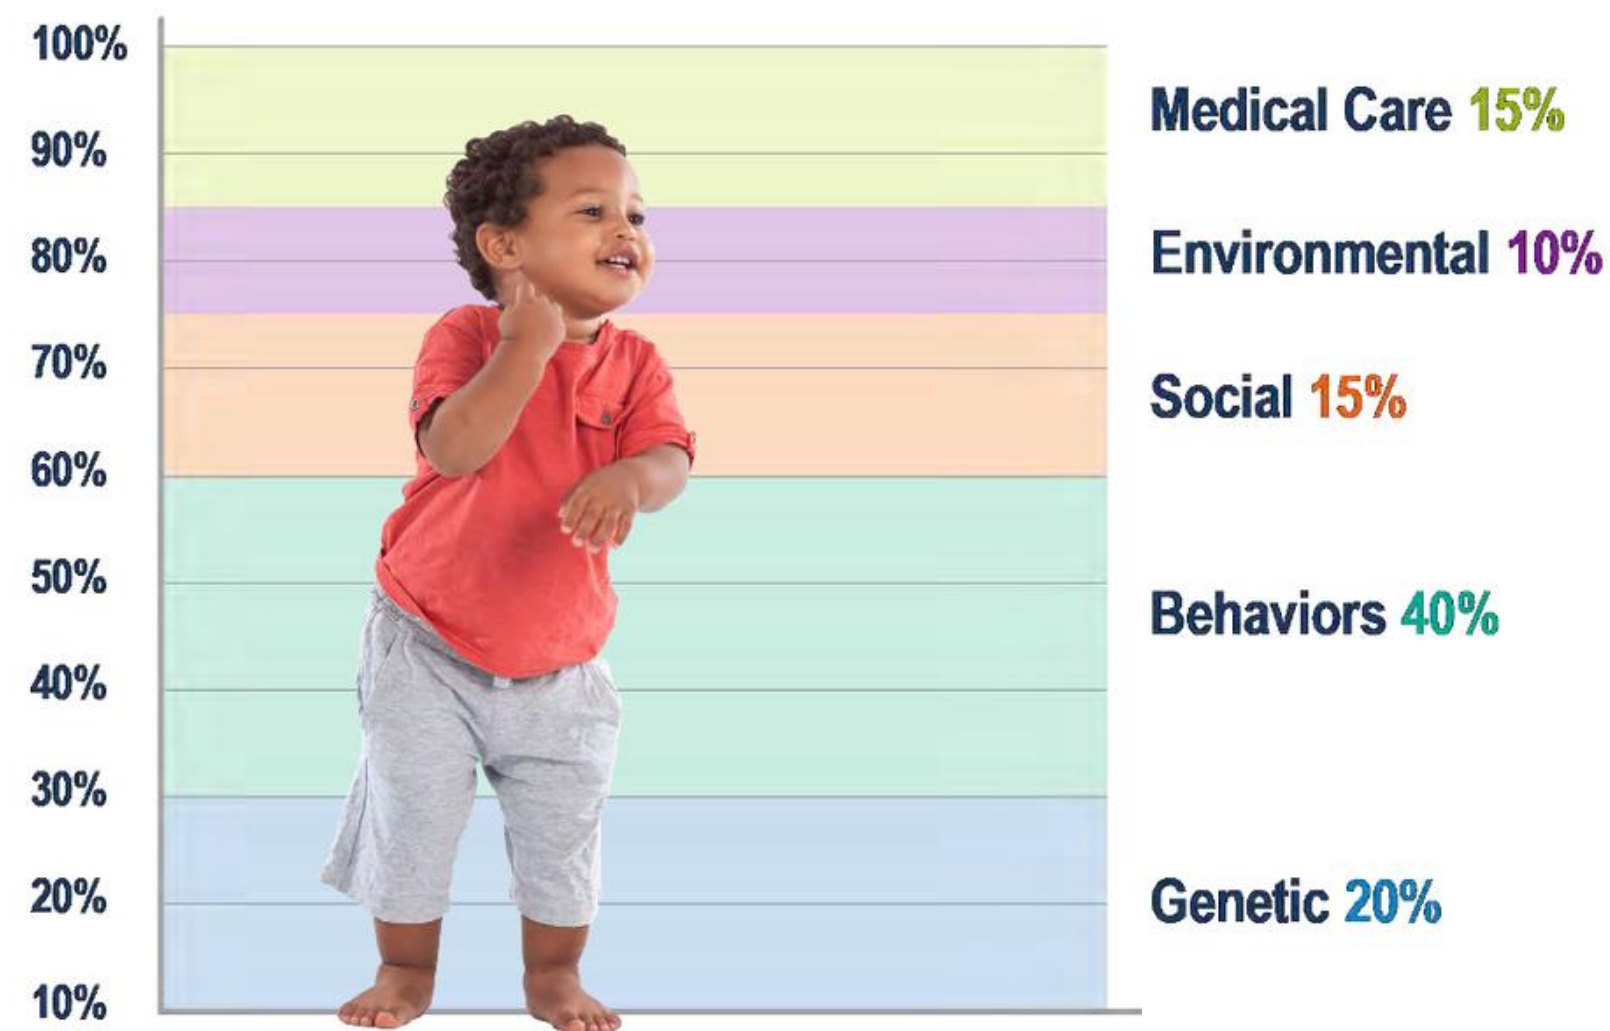 100%
Medical Care 15%
90%
80%
Environmental 10%
70%
Social 15%
60%
50%
Behaviors 40%
40%
30%
20%
Genetic 20%
10%